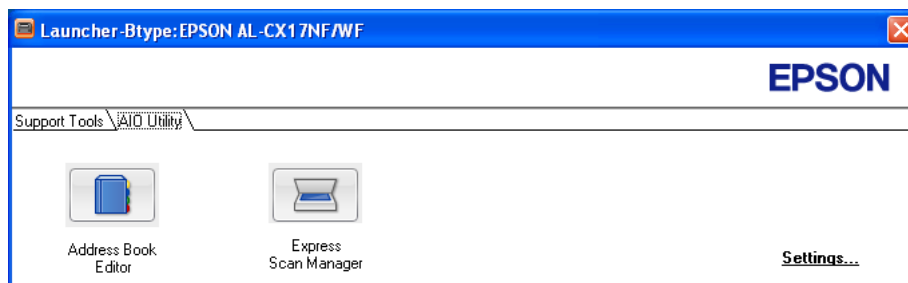 Launcher-Btype:EPSON AL-CX17NF/WF
EPSON
Support Tools AIO Utility
Address Book
Editor
Express
Scan Manager
Settings...